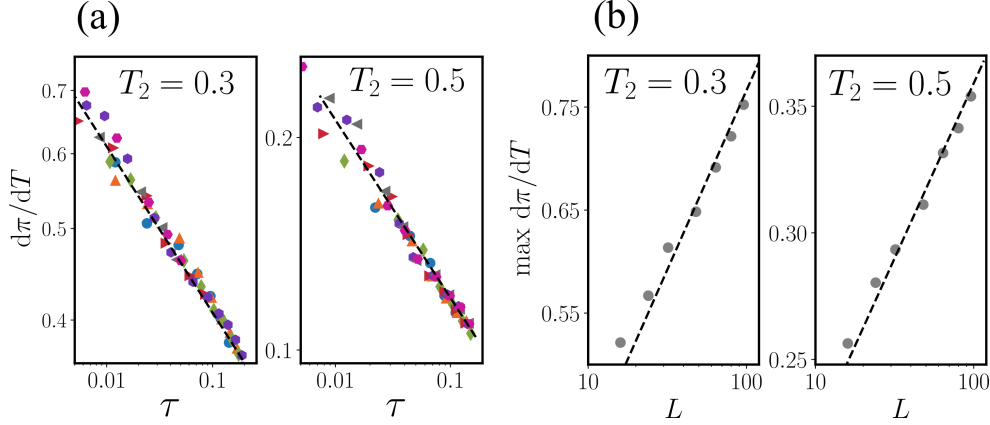 (a)
(b)
T₂ = 0.3
T₂ = 0.5
T₂ = 0.3
T₂ = 0.5
dπ/dT
0.7
0.6
0.5
0.4
0.01
0.1
τ
0.2
0.1
0.01
0.1
τ
max dπ/dT
0.75
0.65
0.55
10
100
L
0.35
0.30
0.25
10
100
L